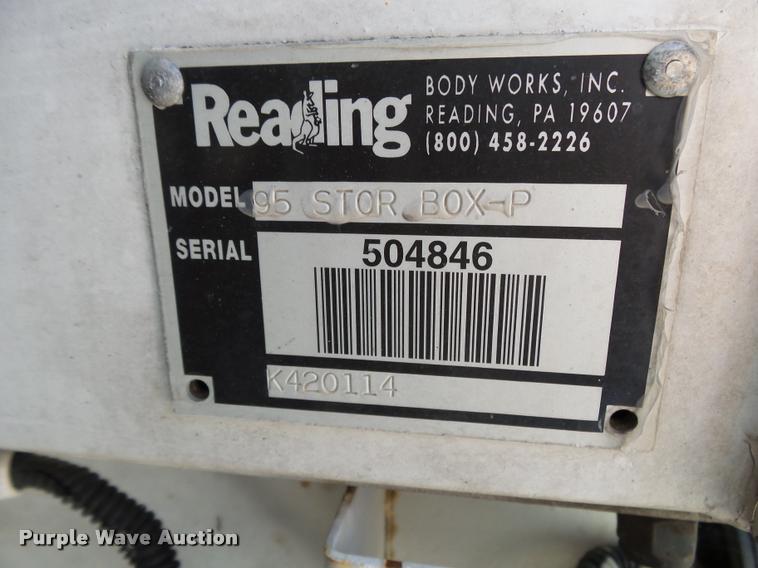 Reading
BODY WORKS, INC.
READING, PA 19607
(800) 458-2226
MODEL 95 STOR BOX-P
SERIAL 504846
K420114
Purple Wave Auction